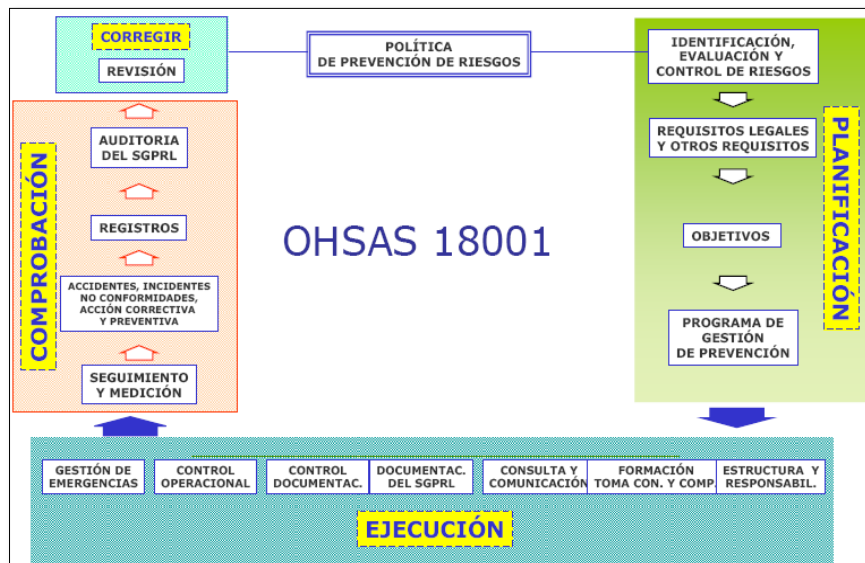 CORREGIR
REVISIÓN
POLÍTICA
DE PREVENCIÓN DE RIESGOS
IDENTIFICACIÓN,
EVALUACIÓN Y
CONTROL DE RIESGOS
REQUISITOS LEGALES
Y OTROS REQUISITOS
OBJETIVOS
PROGRAMA DE
GESTIÓN
DE PREVENCIÓN
PLANIFICACIÓN
OHSAS 18001
COMPROBACIÓN
AUDITORIA
DEL SGPRL
REGISTROS
ACCIDENTES, INCIDENTES
NO CONFORMIDADES,
ACCIÓN CORRECTIVA
Y PREVENTIVA
SEGUIMIENTO
Y MEDICIÓN
GESTIÓN DE
EMERGENCIAS
CONTROL
OPERACIONAL
CONTROL
DOCUMENTAC.
DOCUMENTAC.
DEL SGPRL
CONSULTA Y
COMUNICACIÓN
FORMACIÓN
TOMA CON. Y COMP.
ESTRUCTURA Y
RESPONSABIL.
EJECUCIÓN